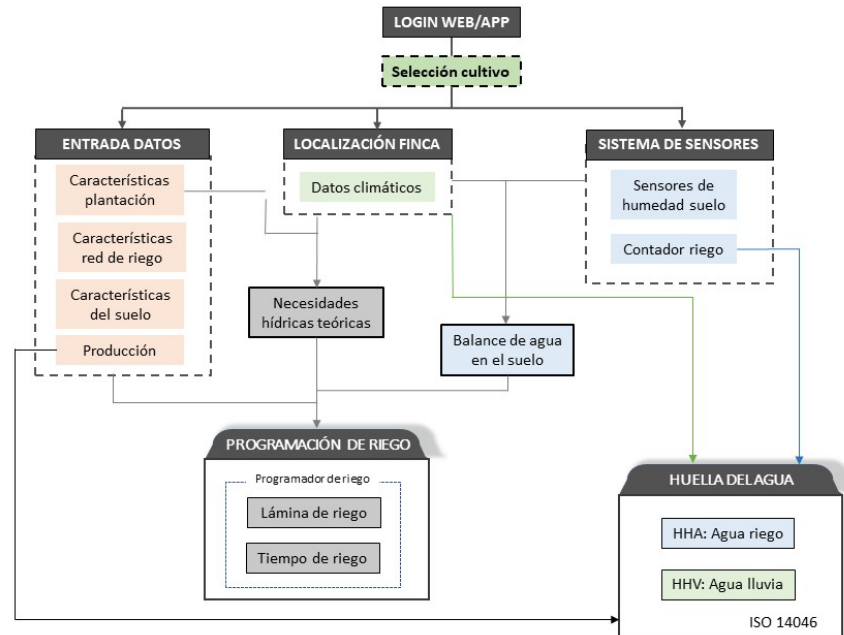 LOGIN WEB/APP
Selección cultivo
ENTRADA DATOS
Características
plantación
Características
red de riego
Características
del suelo
Producción
LOCALIZACIÓN FINCA
Datos climáticos
SISTEMA DE SENSORES
Sensores de
humedad suelo
Contador riego
Necesidades
hídricas teóricas
Balance de agua
en el suelo
PROGRAMACIÓN DE RIEGO
Programador de riego
Lámina de riego
Tiempo de riego
HUELLA DEL AGUA
HHA: Agua riego
HHV: Agua lluvia
ISO 14046